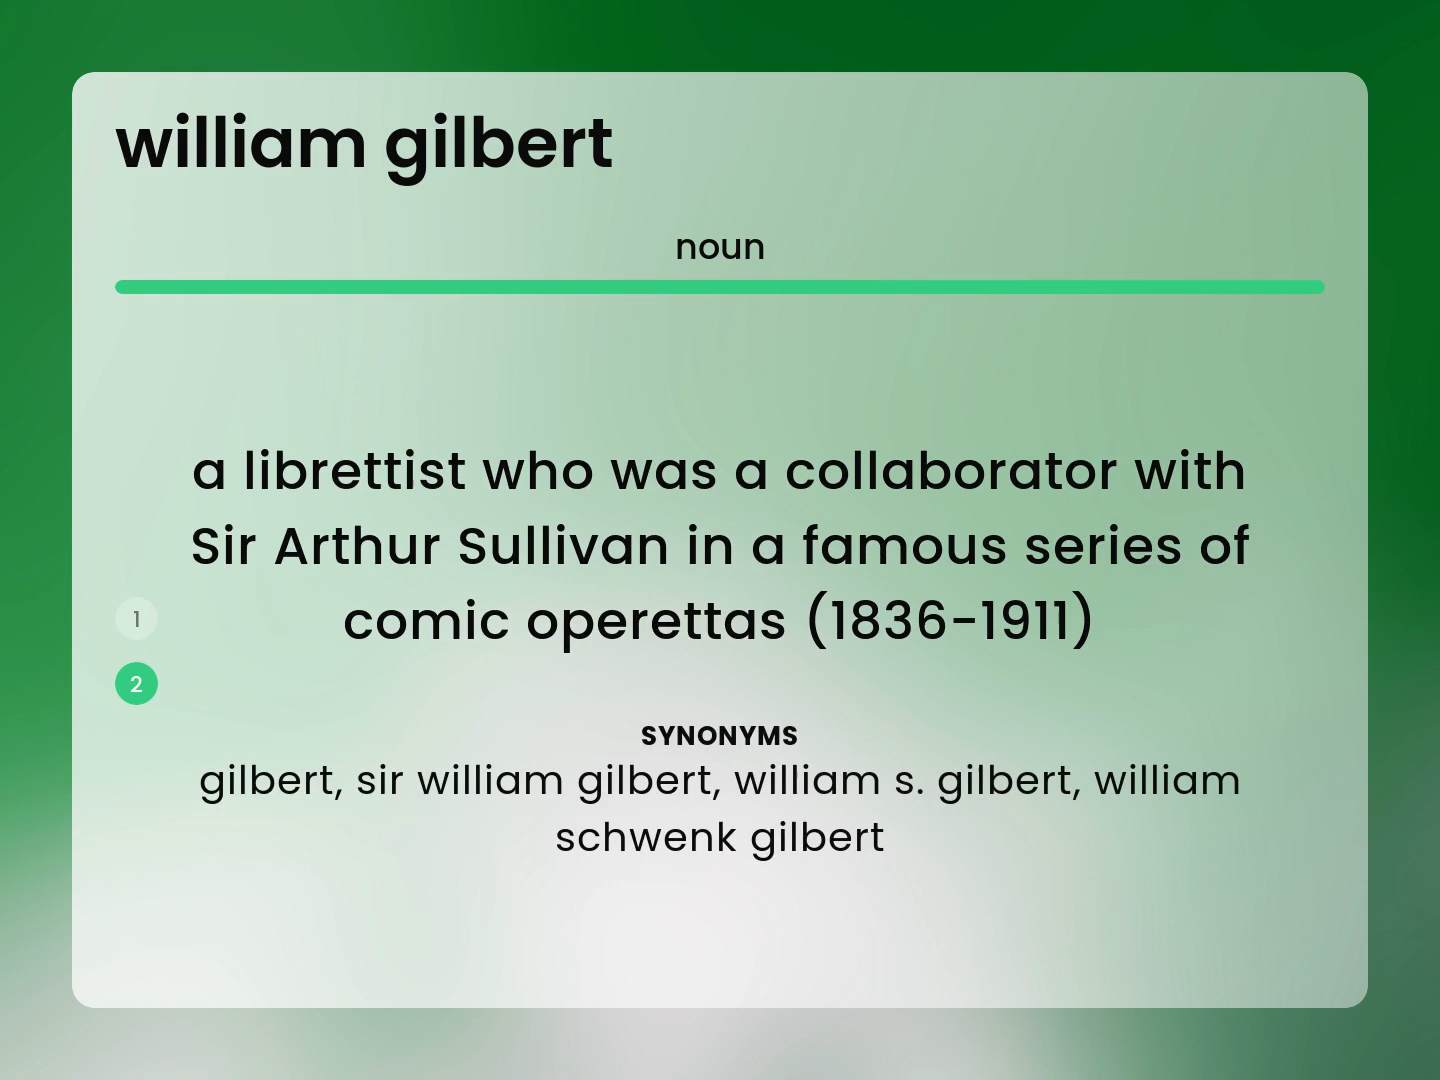 william gilbert
noun
a librettist who was a collaborator with
Sir Arthur Sullivan in a famous series of
comic operettas (1836-1911)
1
2
SYNONYMS
gilbert, sir william gilbert, william s. gilbert, william
schwenk gilbert